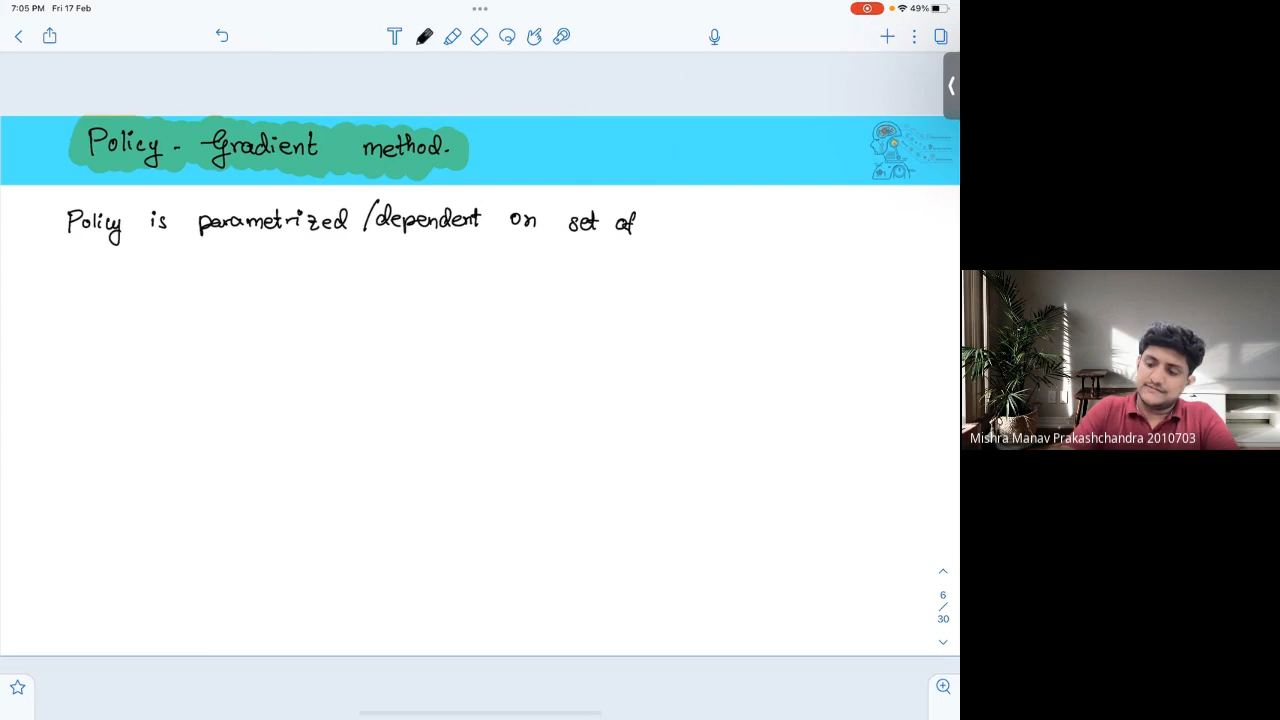 7:05 PM Fri 17 Feb
49%
Policy - Gradient method.
Policy is parametrized / dependent on set of
Mishra Manav Prakashchandra 2010703
6
/
30